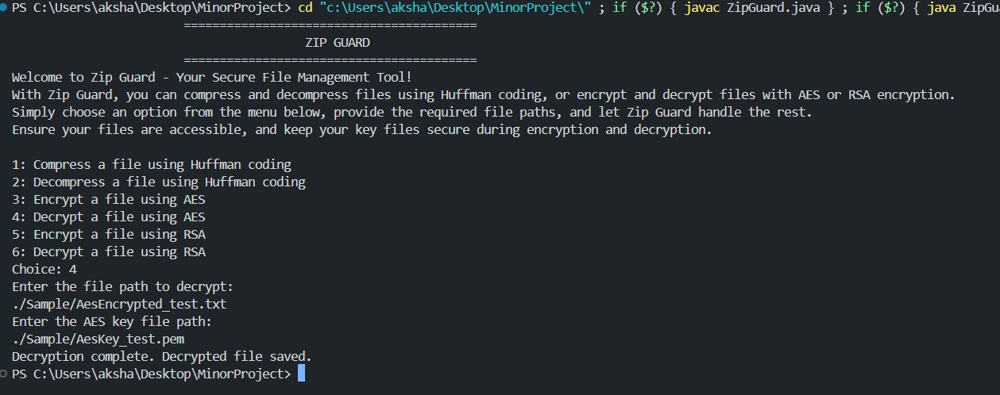 PS C:\Users\aksha\Desktop\MinorProject> cd "c:\Users\aksha\Desktop\MinorProject\" ; if ($?) { javac ZipGuard.java } ; if ($?) { java ZipGu
=========================================
ZIP GUARD
=========================================
Welcome to Zip Guard - Your Secure File Management Tool!
With Zip Guard, you can compress and decompress files using Huffman coding, or encrypt and decrypt files with AES or RSA encryption.
Simply choose an option from the menu below, provide the required file paths, and let Zip Guard handle the rest.
Ensure your files are accessible, and keep your key files secure during encryption and decryption.
1: Compress a file using Huffman coding
2: Decompress a file using Huffman coding
3: Encrypt a file using AES
4: Decrypt a file using AES
5: Encrypt a file using RSA
6: Decrypt a file using RSA
Choice: 4
Enter the file path to decrypt:
./Sample/AesEncrypted_test.txt
Enter the AES key file path:
./Sample/AesKey_test.pem
Decryption complete. Decrypted file saved.
PS C:\Users\aksha\Desktop\MinorProject>